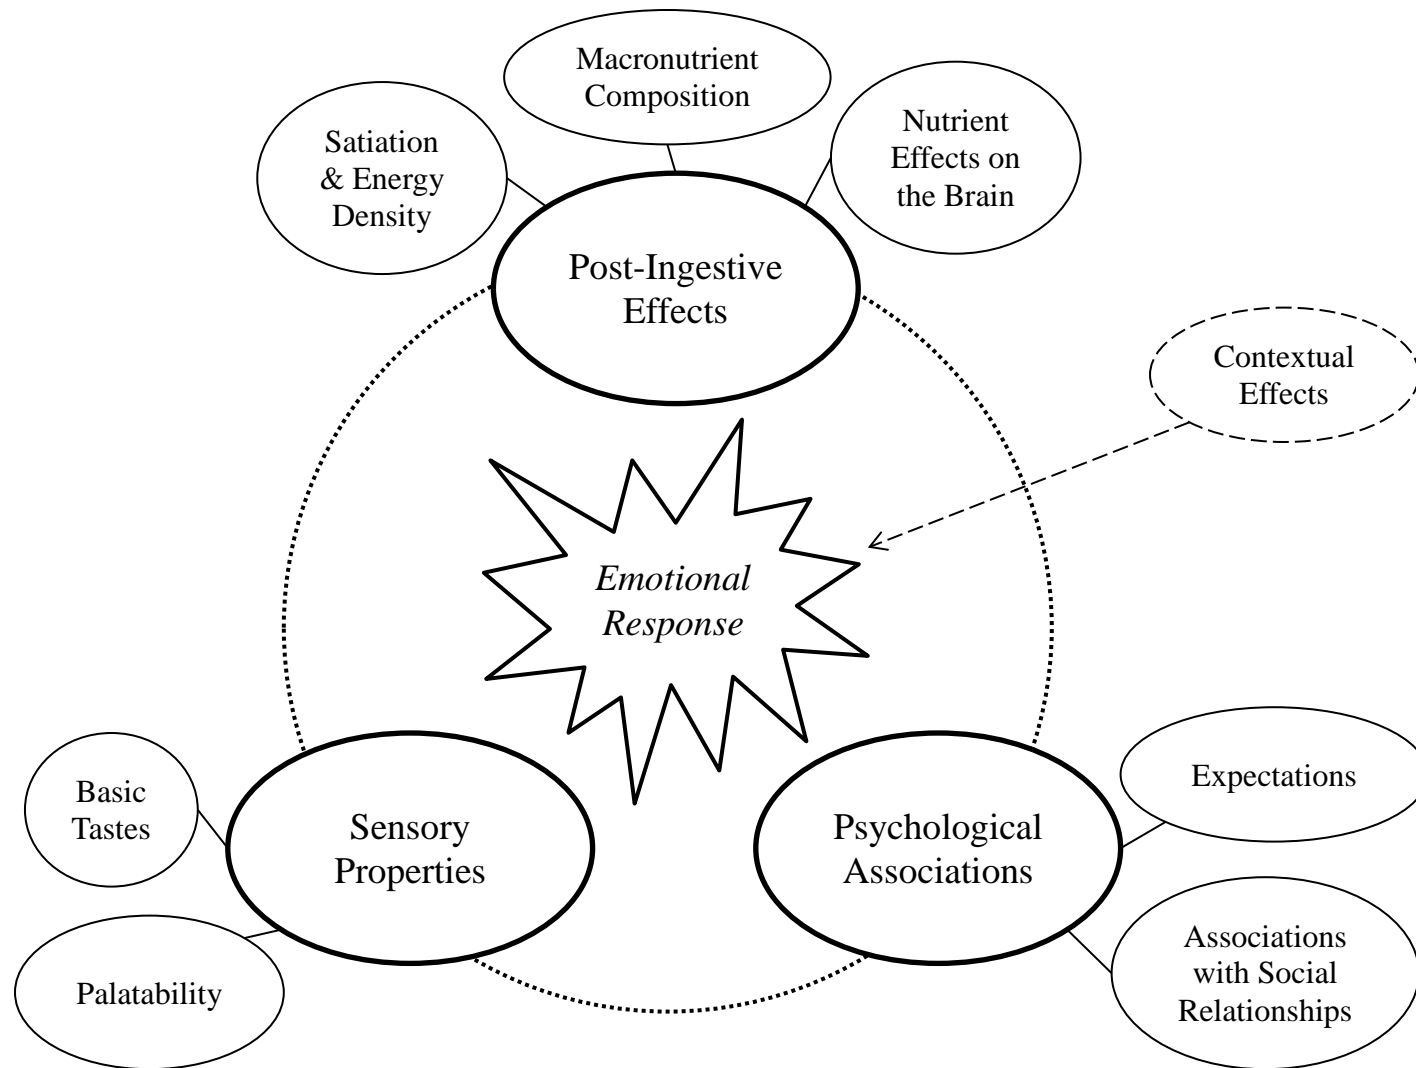 Macronutrient
Composition
Satiation
& Energy
Density
Nutrient
Effects on
the Brain
Post-Ingestive
Effects
Contextual
Effects
Emotional
Response
Basic
Tastes
Sensory
Properties
Palatability
Psychological
Associations
Expectations
Associations
with Social
Relationships